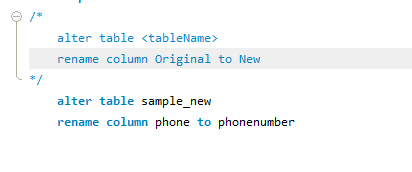 /*
alter table <tableName>
rename column Original to New
*/
alter table sample_new
rename column phone to phonenumber